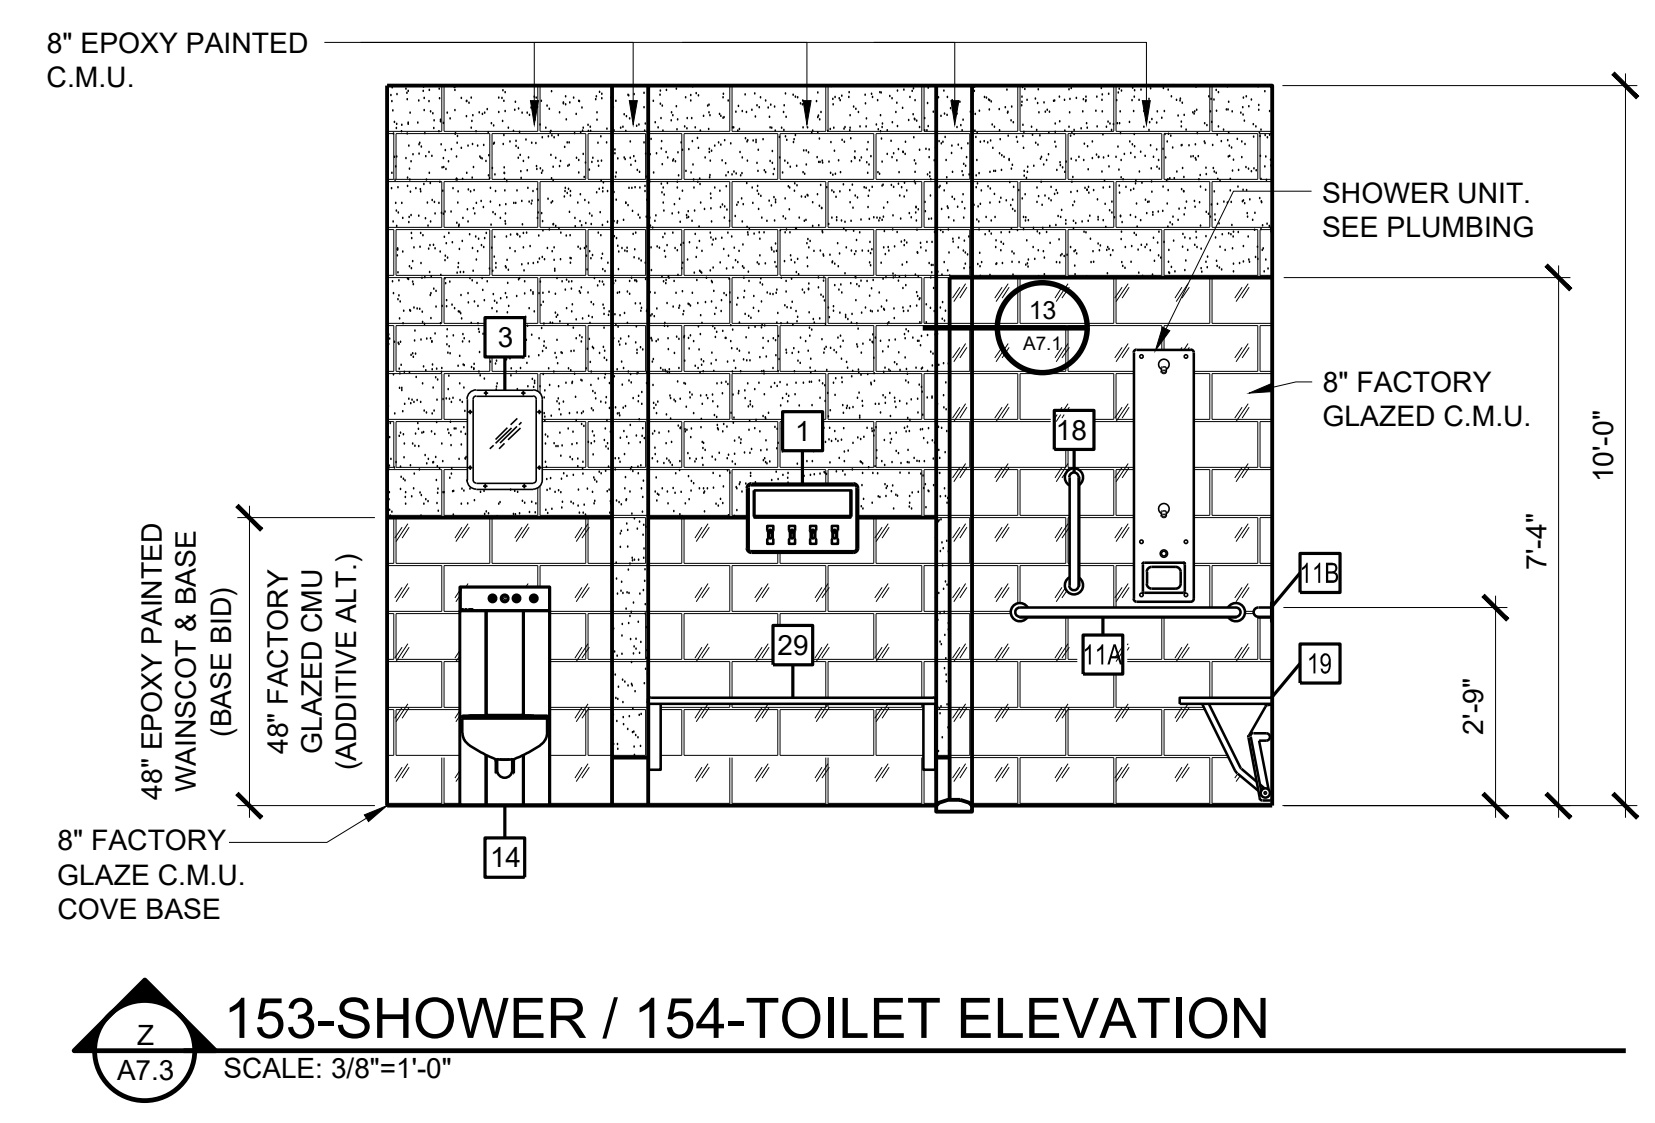 8" EPOXY PAINTED
C.M.U.
SHOWER UNIT.
SEE PLUMBING
13
A7.1
3
1
18
8" FACTORY
GLAZED C.M.U.
10'-0"
7'-4"
2'-9"
11B
11A
19
29
14
48" EPOXY PAINTED
WAINSCOT & BASE
(BASE BID)
48" FACTORY
GLAZED CMU
(ADDITIVE ALT.)
8" FACTORY
GLAZE C.M.U.
COVE BASE
Z
A7.3
153-SHOWER / 154-TOILET ELEVATION
SCALE: 3/8"=1'-0"